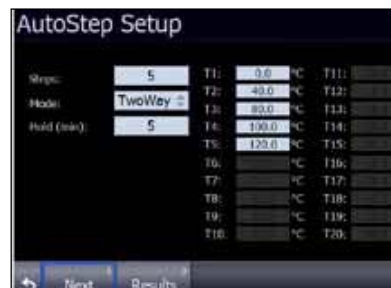 AutoStep Setup
Steps: 5 T1: 0.0 °C T11:
Mode: TwoWay T2: 40.0 °C T12:
Hold (min): 5 T3: 80.0 °C T13:
T4: 100.0 °C T14:
T5: 120.0 °C T15:
T6: °C T16:
T7: °C T17:
T8: °C T18:
T9: °C T19:
T10: °C T20:
Next Results